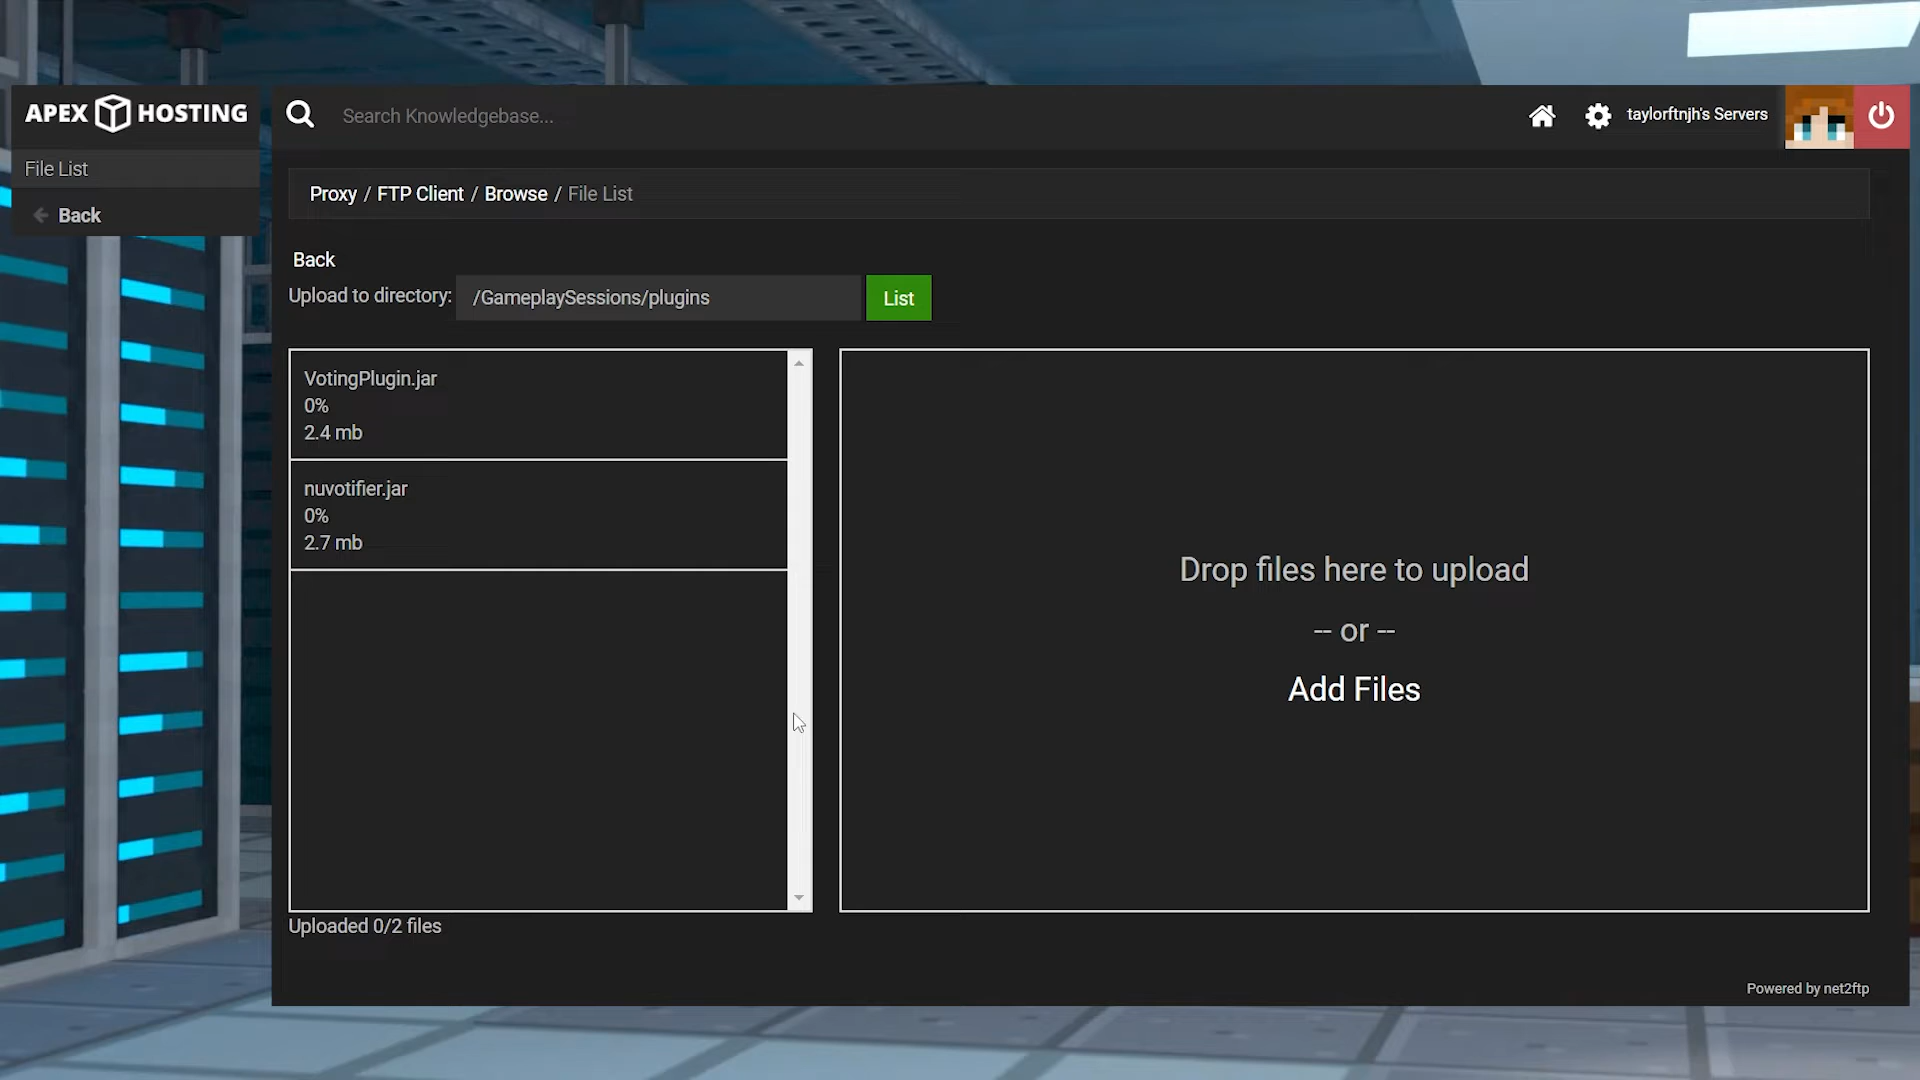 APEX HOSTING
Search Knowledgebase...
taylorftnjh's Servers
File List
Back
Proxy / FTP Client / Browse / File List
Back
Upload to directory: /GameplaySessions/plugins List
VotingPlugin.jar
0%
2.4 mb
nuvotifier.jar
0%
2.7 mb
Drop files here to upload
-- or --
Add Files
Uploaded 0/2 files
Powered by net2ftp